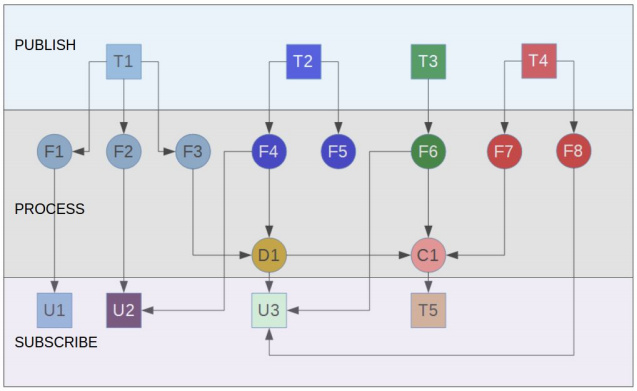 PUBLISH
T1
T2
T3
T4
F1
F2
F3
F4
F5
F6
F7
F8
PROCESS
D1
C1
U1
U2
U3
T5
SUBSCRIBE